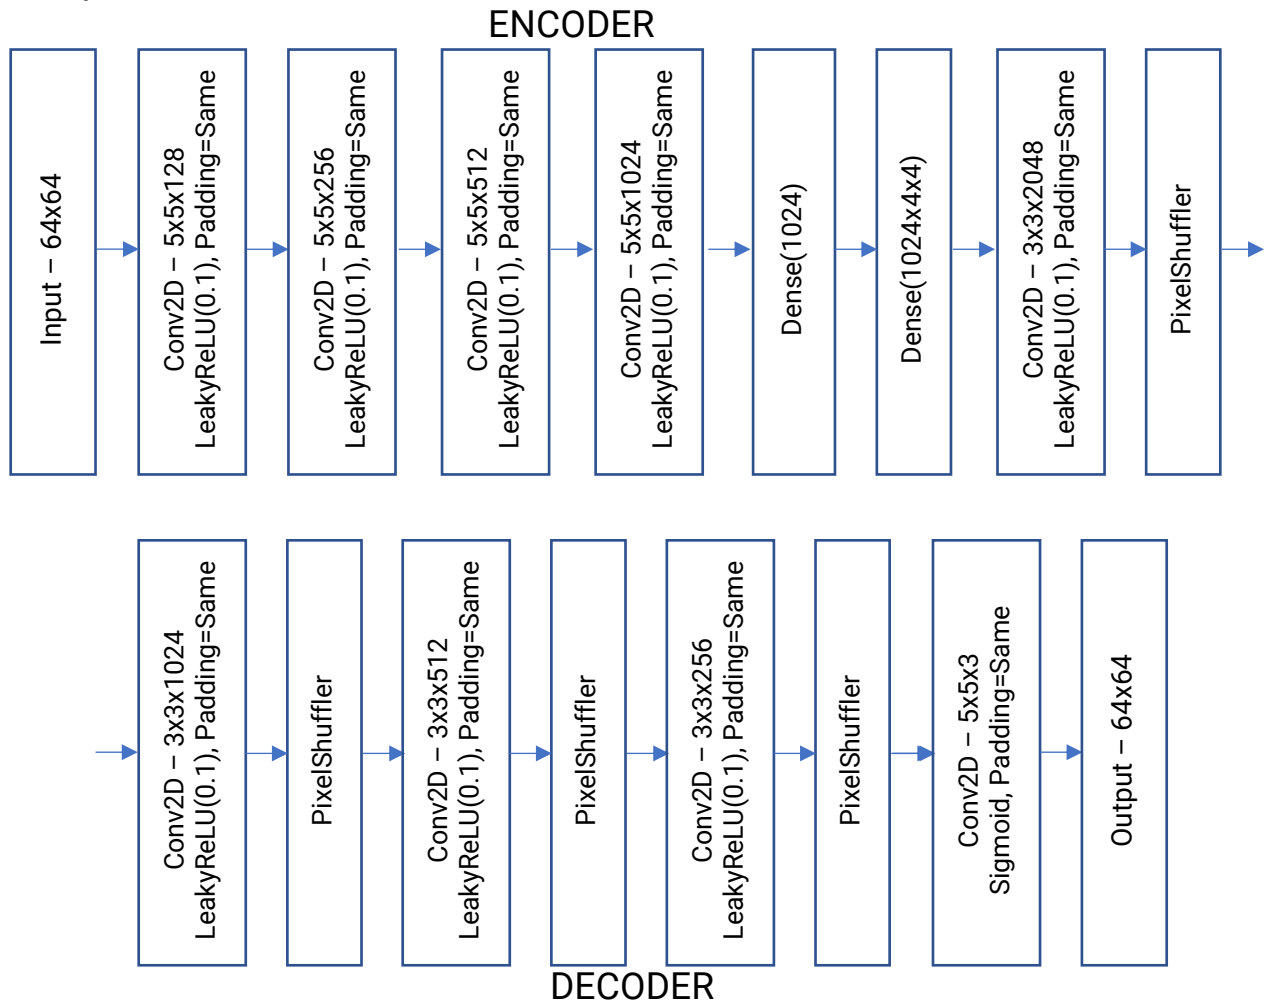 ENCODER
Input – 64x64
Conv2D – 5x5x128
LeakyReLU(0.1), Padding=Same
Conv2D – 5x5x256
LeakyReLU(0.1), Padding=Same
Conv2D – 5x5x512
LeakyReLU(0.1), Padding=Same
Conv2D – 5x5x1024
LeakyReLU(0.1), Padding=Same
Dense(1024)
Dense(1024x4x4)
Conv2D – 3x3x2048
LeakyReLU(0.1), Padding=Same
PixelShuffler
Conv2D – 3x3x1024
LeakyReLU(0.1), Padding=Same
PixelShuffler
Conv2D – 3x3x512
LeakyReLU(0.1), Padding=Same
PixelShuffler
Conv2D – 3x3x256
LeakyReLU(0.1), Padding=Same
PixelShuffler
Conv2D – 5x5x3
Sigmoid, Padding=Same
Output – 64x64
DECODER